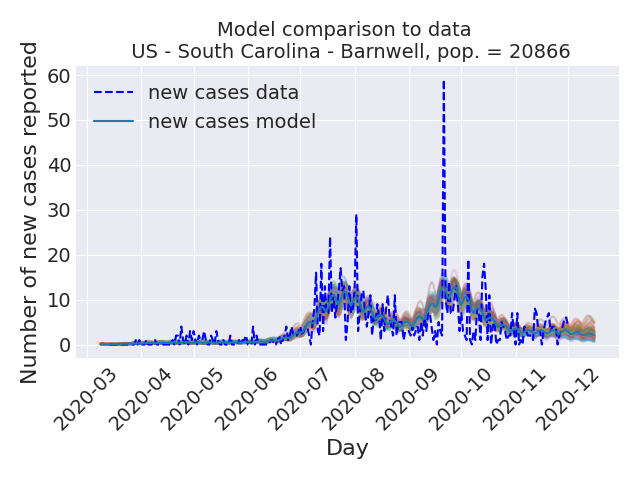 Model comparison to data
US - South Carolina - Barnwell, pop. = 20866
Number of new cases reported
60
50
40
30
20
10
0
new cases data
new cases model
2020-03
2020-04
2020-05
2020-06
2020-07
2020-08
2020-09
2020-10
2020-11
2020-12
Day